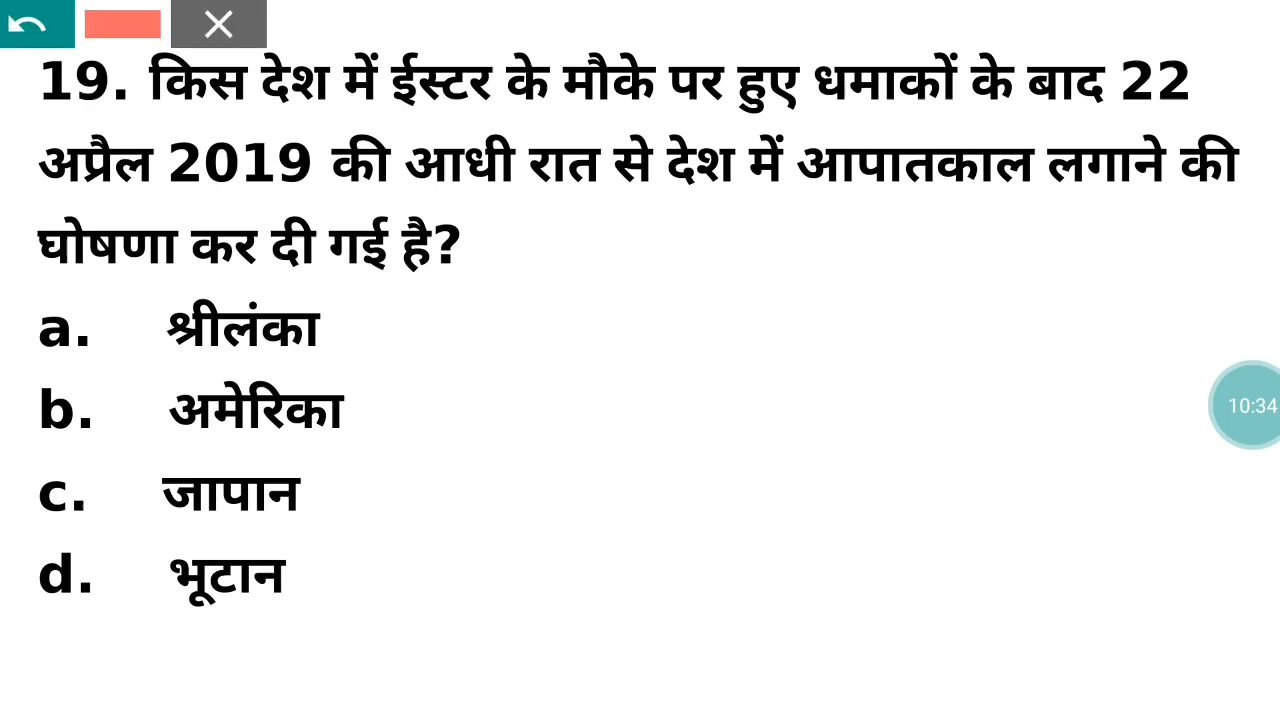 19. किस देश में ईस्टर के मौके पर हुए धमाकों के बाद 22
अप्रैल 2019 की आधी रात से देश में आपातकाल लगाने की
घोषणा कर दी गई है?
a. श्रीलंका
b. अमेरिका
10:34
c. जापान
d. भूटान